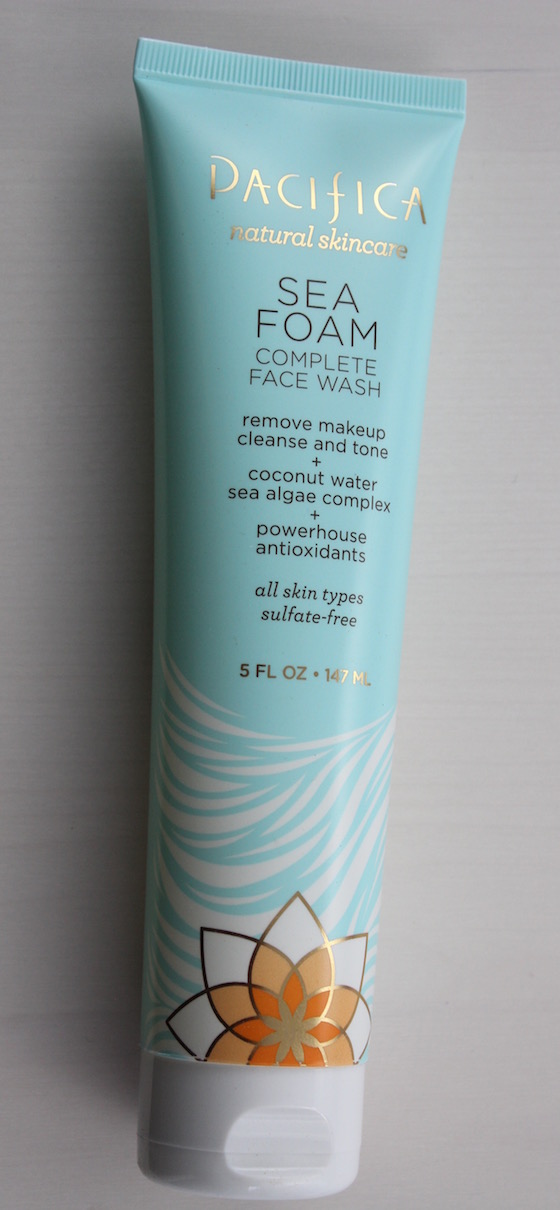 PACIFICA
natural skincare
SEA
FOAM
COMPLETE
FACE WASH
remove makeup
cleanse and tone
+
coconut water
sea algae complex
+
powerhouse
antioxidants
all skin types
sulfate-free
5 FL OZ • 147 ML